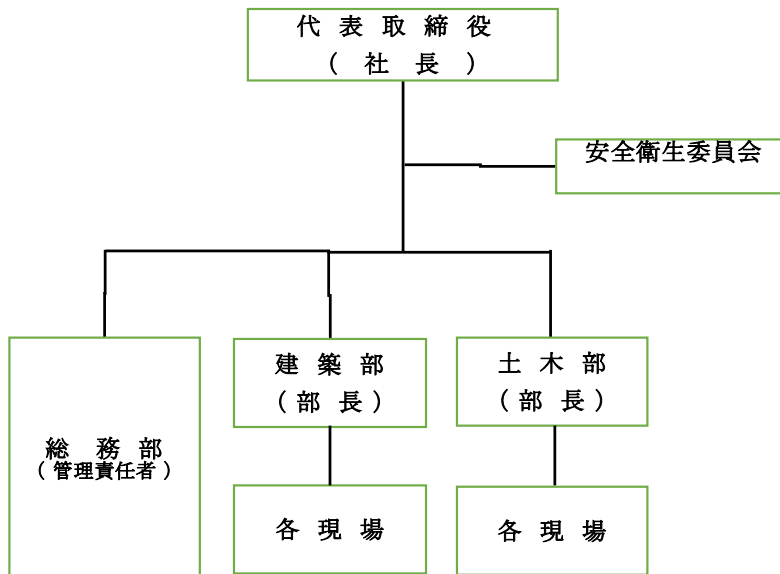 代表取締役
(社長)
安全衛生委員会
建築部
(部長)
土木部
(部長)
総務部
(管理責任者)
各現場
各現場